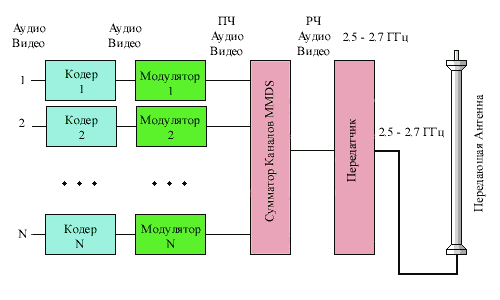 ПЧ
РЧ
Аудио
Видео
Аудио
Видео
Аудио
Видео
Аудио
Видео
2.5 - 2.7 ГГц
1
Кодер
1
Модулятор
1
2
Кодер
2
Модулятор
2
N
Кодер
N
Модулятор
N
Сумматор Каналов MMDS
Передатчик
2.5 - 2.7 ГГц
Передающая Антенна